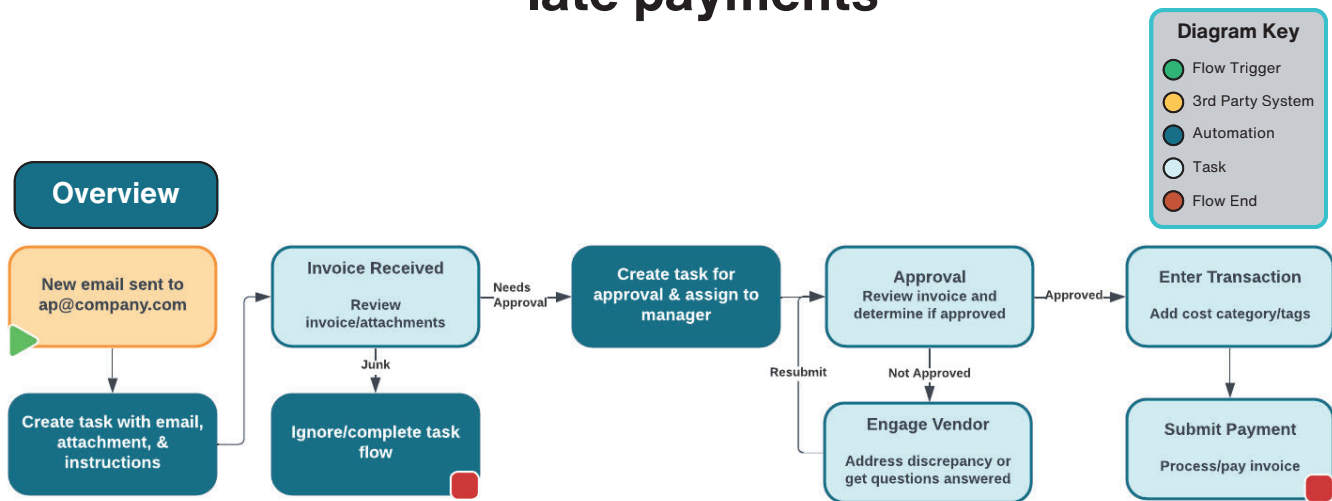 late payments
Diagram Key
Flow Trigger
3rd Party System
Automation
Task
Flow End
Overview
New email sent to
ap@company.com
Create task with email,
attachment, &
instructions
Invoice Received
Review
invoice/attachments
Needs
Approval
Junk
Ignore/complete task
flow
Create task for
approval & assign to
manager
Approval
Review invoice and
determine if approved
Resubmit
Not Approved
Engage Vendor
Address discrepancy or
get questions answered
Approved
Enter Transaction
Add cost category/tags
Submit Payment
Process/pay invoice